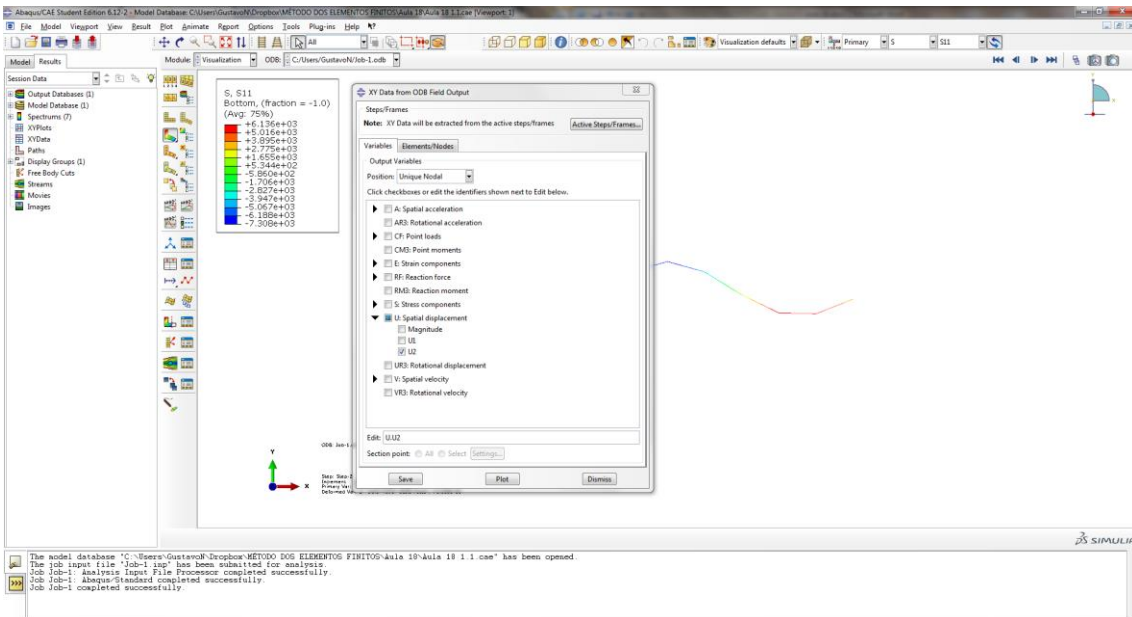 Abaqus/CAE Student Edition 6.12-2 - Model Database: C:\Users\GustavoN\Dropbox\MÉTODO DOS ELEMENTOS FINITOS\Aula 18\Aula 18 1.1.cae [Viewport: 1]
File Model Viewport View Result Plot Animate Report Options Tools Plug-ins Help
All Visualization defaults Primary S S11
Model Results Module: Visualization ODB: C:/Users/GustavoN/Job-1.odb
Session Data
Output Databases (1)
Model Database (1)
Spectrums (7)
XYPlots
XYData
Paths
Display Groups (1)
Free Body Cuts
Streams
Movies
Images
S, S11
Bottom, (fraction = -1.0)
(Avg: 75%)
+6.136e+03
+5.016e+03
+3.895e+03
+2.775e+03
+1.655e+03
+5.344e+02
-5.860e+02
-1.706e+03
-2.827e+03
-3.947e+03
-5.067e+03
-6.188e+03
-7.308e+03
XY Data from ODB Field Output
Steps/Frames
Note: XY Data will be extracted from the active steps/frames Active Steps/Frames...
Variables Elements/Nodes
Output Variables
Position: Unique Nodal
Click checkboxes or edit the identifiers shown next to Edit below.
A: Spatial acceleration
AR3: Rotational acceleration
CF: Point loads
CM3: Point moments
E: Strain components
RF: Reaction force
RM3: Reaction moment
S: Stress components
U: Spatial displacement
Magnitude
U1
U2
UR3: Rotational displacement
V: Spatial velocity
VR3: Rotational velocity
Edit: U.U2
Section point: All Select Settings...
Save Plot Dismiss
Y
X
ODB: Job-1
Step: Step-
Increment
Primary Var
Deformed Var
SIMULIA
The model database "C:\Users\GustavoN\Dropbox\MÉTODO DOS ELEMENTOS FINITOS\Aula 18\Aula 18 1.1.cae" has been opened.
The job input file "Job-1.inp" has been submitted for analysis.
Job Job-1: Analysis Input File Processor completed successfully.
Job Job-1: Abaqus/Standard completed successfully.
Job Job-1 completed successfully.